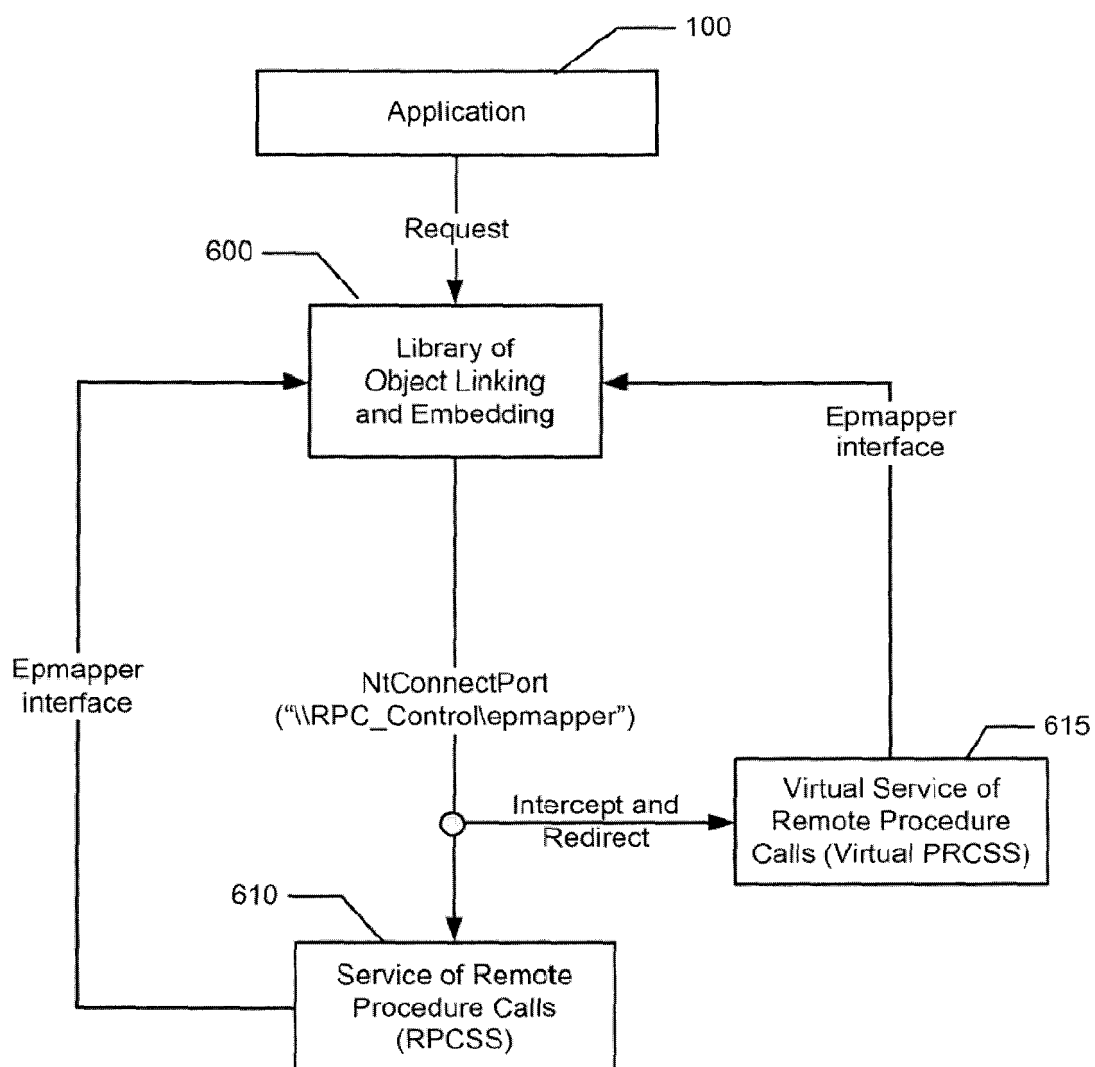 100
Application
Request
600
Library of
Object Linking
and Embedding
Epmapper
interface
Epmapper
interface
NtConnectPort
(“\\RPC_Control\epmapper”)
615
Intercept and
Redirect
Virtual Service of
Remote Procedure
Calls (Virtual PRCSS)
610
Service of Remote
Procedure Calls
(RPCSS)